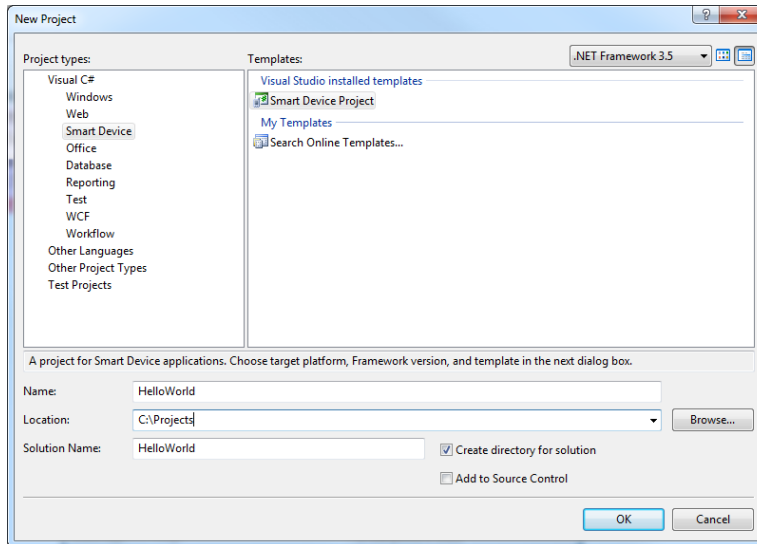 New Project
Project types:
Templates:
.NET Framework 3.5
Visual C#
Windows
Web
Smart Device
Office
Database
Reporting
Test
WCF
Workflow
Other Languages
Other Project Types
Test Projects
Visual Studio installed templates
Smart Device Project
My Templates
Search Online Templates...
A project for Smart Device applications. Choose target platform, Framework version, and template in the next dialog box.
Name:
HelloWorld
Location:
C:\Projects
Browse...
Solution Name:
HelloWorld
Create directory for solution
Add to Source Control
OK
Cancel